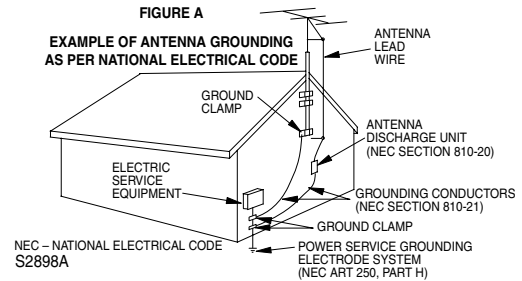 FIGURE A
EXAMPLE OF ANTENNA GROUNDING
AS PER NATIONAL ELECTRICAL CODE
ANTENNA
LEAD
WIRE
GROUND
CLAMP
ANTENNA
DISCHARGE UNIT
(NEC SECTION 810-20)
ELECTRIC
SERVICE
EQUIPMENT
GROUNDING CONDUCTORS
(NEC SECTION 810-21)
GROUND CLAMP
POWER SERVICE GROUNDING
ELECTRODE SYSTEM
(NEC ART 250, PART H)
NEC – NATIONAL ELECTRICAL CODE
S2898A